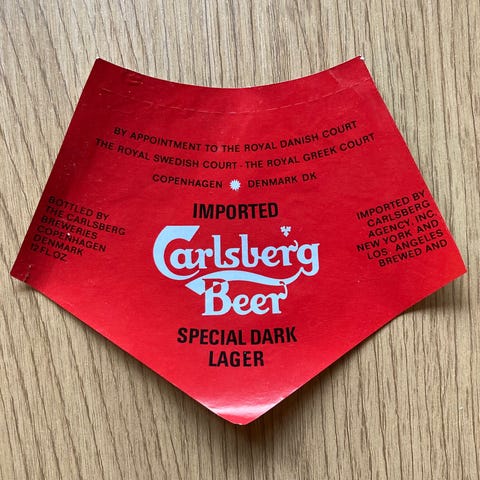 BY APPOINTMENT TO THE ROYAL DANISH COURT
THE ROYAL SWEDISH COURT - THE ROYAL GREEK COURT
COPENHAGEN DENMARK DK
BOTTLED BY
THE CARLSBERG
BREWERIES
COPENHAGEN
DENMARK
12 FL.OZ
IMPORTED
Carlsberg
Beer
SPECIAL DARK
LAGER
IMPORTED BY
CARLSBERG
AGENCY, INC.
NEW YORK AND
LOS. ANGELES
BREWED AND